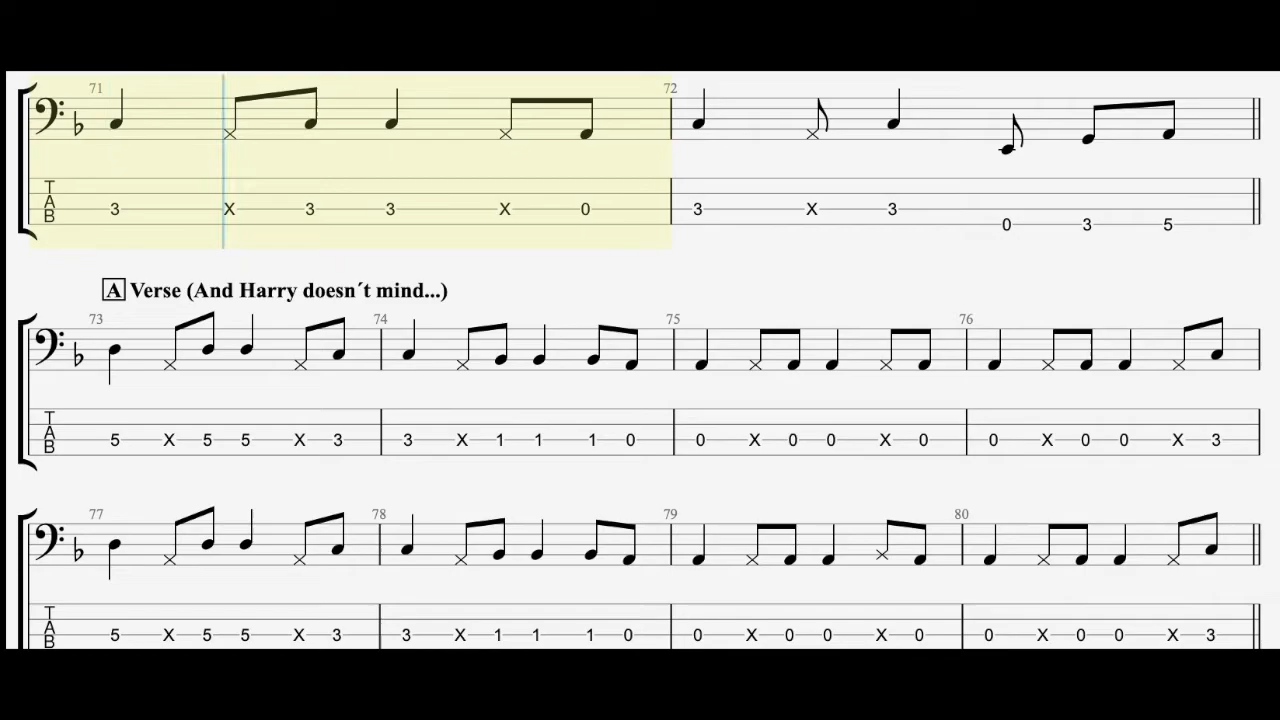 71 72
TAB 3 X 3 3 X 0 3 X 3 0 3 5
A Verse (And Harry doesn´t mind...)
73 74 75 76
TAB 5 X 5 5 X 3 3 X 1 1 1 0 0 X 0 0 X 0 0 X 0 0 X 3
77 78 79 80
TAB 5 X 5 5 X 3 3 X 1 1 1 0 0 X 0 0 X 0 0 X 0 0 X 3